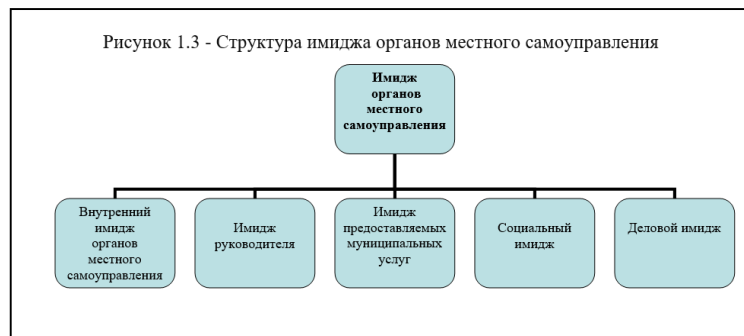 Рисунок 1.3 - Структура имиджа органов местного самоуправления
Имидж
органов
местного
самоуправления
Внутренний
имидж
органов
местного
самоуправления
Имидж
руководителя
Имидж
предоставляемых
муниципальных
услуг
Социальный
имидж
Деловой имидж